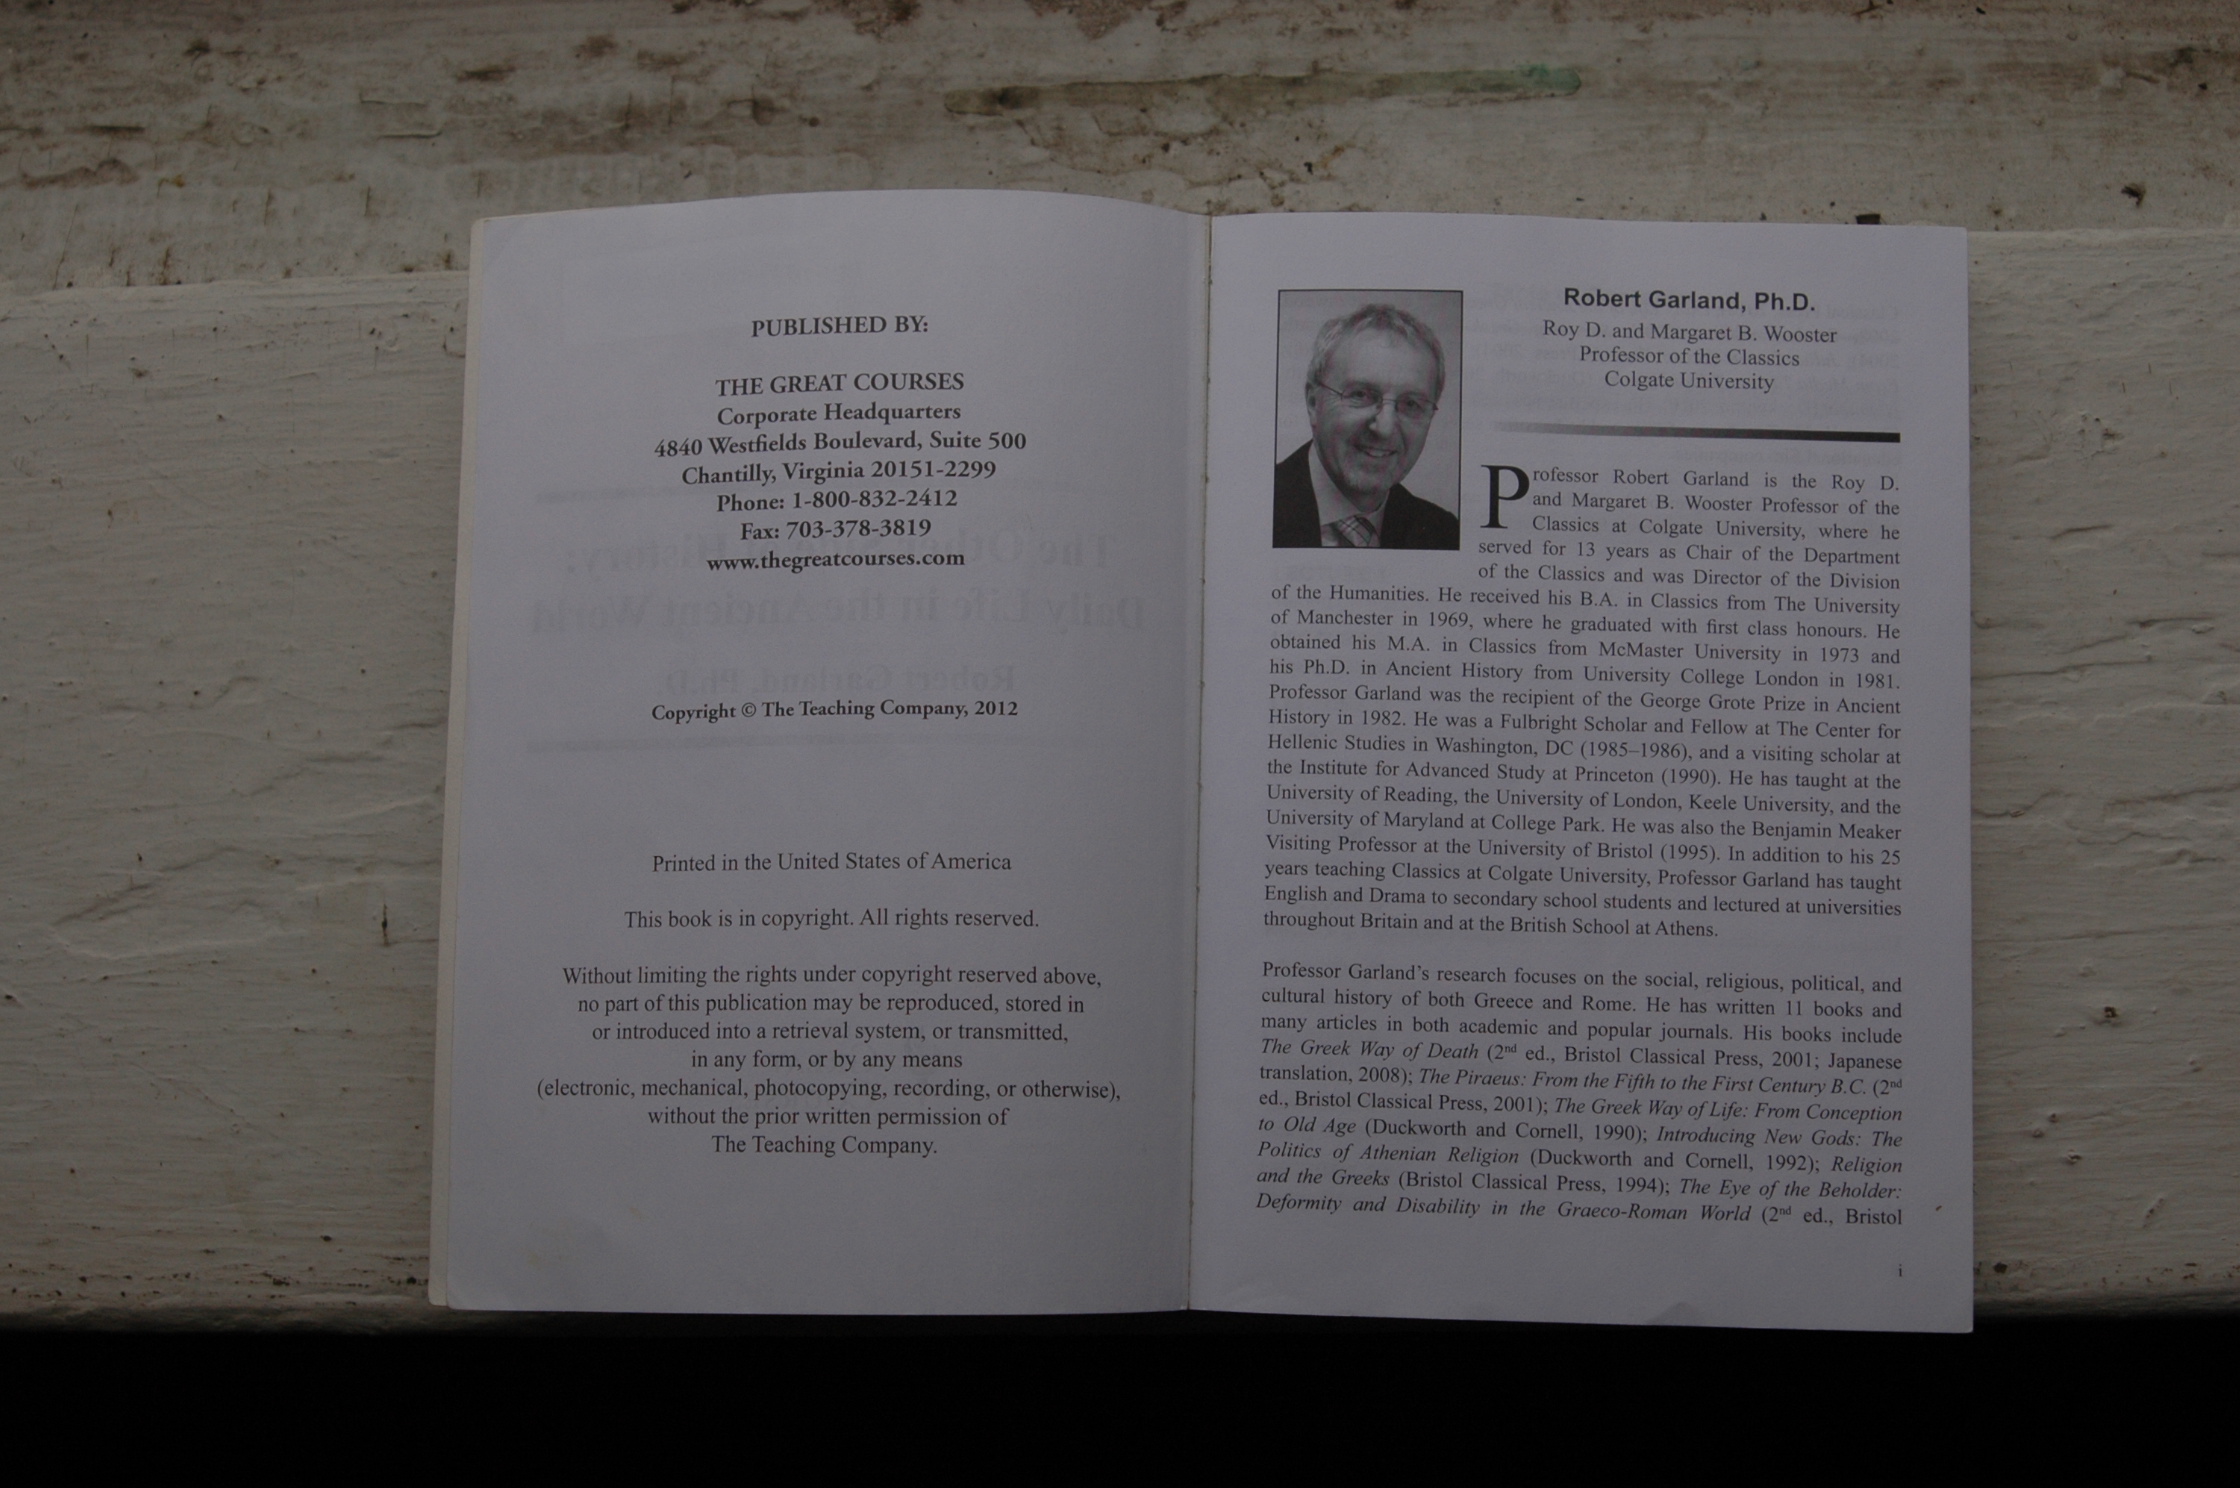 PUBLISHED BY:
THE GREAT COURSES
Corporate Headquarters
4840 Westfields Boulevard, Suite 500
Chantilly, Virginia 20151-2299
Phone: 1-800-832-2412
Fax: 703-378-3819
www.thegreatcourses.com
Copyright © The Teaching Company, 2012
Printed in the United States of America
This book is in copyright. All rights reserved.
Without limiting the rights under copyright reserved above,
no part of this publication may be reproduced, stored in
or introduced into a retrieval system, or transmitted,
in any form, or by any means
(electronic, mechanical, photocopying, recording, or otherwise),
without the prior written permission of
The Teaching Company.
Robert Garland, Ph.D.
Roy D. and Margaret B. Wooster
Professor of the Classics
Colgate University
Professor Robert Garland is the Roy D.
and Margaret B. Wooster Professor of the
Classics at Colgate University, where he
served for 13 years as Chair of the Department
of the Classics and was Director of the Division
of the Humanities. He received his B.A. in Classics from The University
of Manchester in 1969, where he graduated with first class honours. He
obtained his M.A. in Classics from McMaster University in 1973 and
his Ph.D. in Ancient History from University College London in 1981.
Professor Garland was the recipient of the George Grote Prize in Ancient
History in 1982. He was a Fulbright Scholar and Fellow at The Center for
Hellenic Studies in Washington, DC (1985–1986), and a visiting scholar at
the Institute for Advanced Study at Princeton (1990). He has taught at the
University of Reading, the University of London, Keele University, and the
University of Maryland at College Park. He was also the Benjamin Meaker
Visiting Professor at the University of Bristol (1995). In addition to his 25
years teaching Classics at Colgate University, Professor Garland has taught
English and Drama to secondary school students and lectured at universities
throughout Britain and at the British School at Athens.
Professor Garland's research focuses on the social, religious, political, and
cultural history of both Greece and Rome. He has written 11 books and
many articles in both academic and popular journals. His books include
The Greek Way of Death (2nd ed., Bristol Classical Press, 2001; Japanese
translation, 2008); The Piraeus: From the Fifth to the First Century B.C. (2nd
ed., Bristol Classical Press, 2001); The Greek Way of Life: From Conception
to Old Age (Duckworth and Cornell, 1990); Introducing New Gods: The
Politics of Athenian Religion (Duckworth and Cornell, 1992); Religion
and the Greeks (Bristol Classical Press, 1994); The Eye of the Beholder:
Deformity and Disability in the Graeco-Roman World (2nd ed., Bristol
i